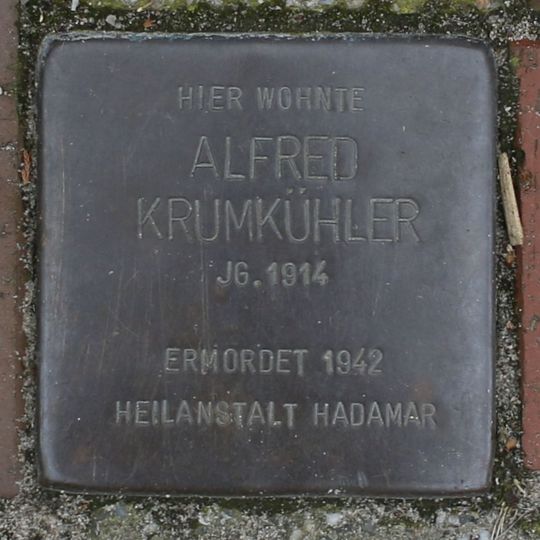 HIER WOHNTE
ALFRED
KRUMKÜHLER
JG. 1914
ERMORDET 1942
HEILANSTALT HADAMAR